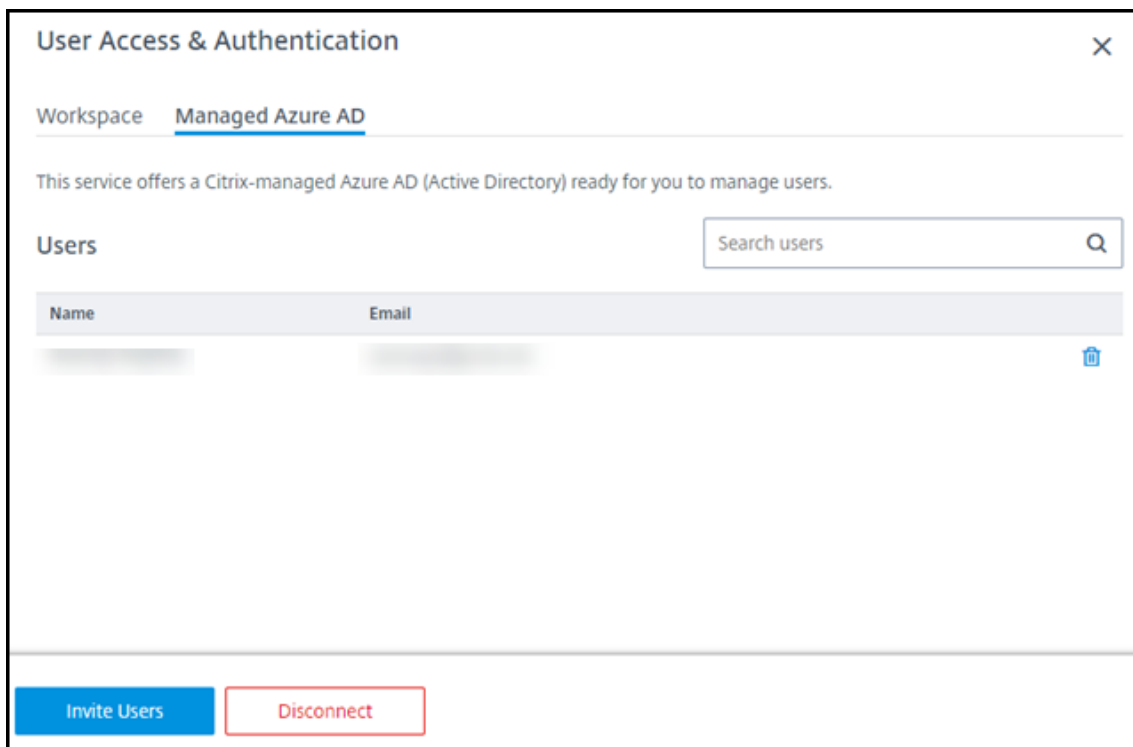 User Access & Authentication
Workspace Managed Azure AD
This service offers a Citrix-managed Azure AD (Active Directory) ready for you to manage users.
Users
Search users
Name Email
Invite Users Disconnect